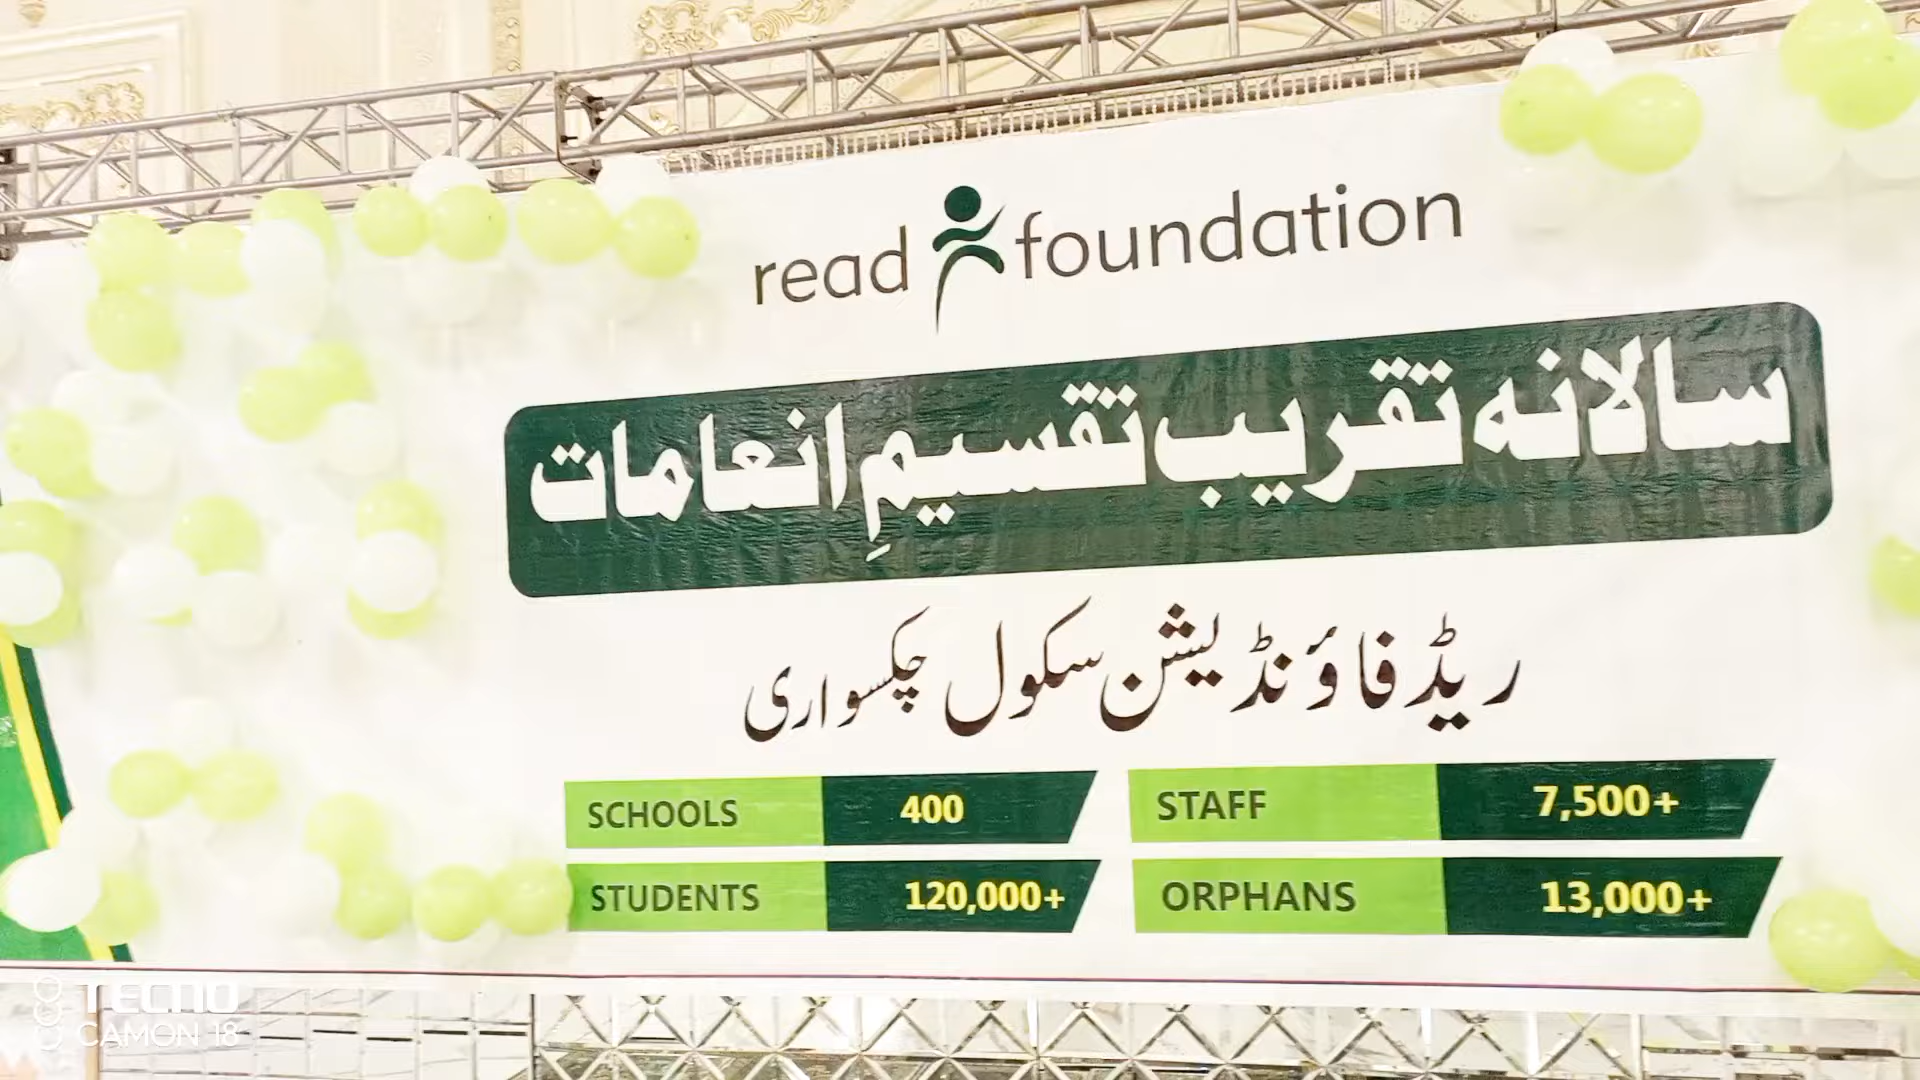 read foundation
سالانہ تقریب تقسیمِ انعامات
ریڈ فاؤنڈیشن سکول چکسواری
SCHOOLS 400
STAFF 7,500+
STUDENTS 120,000+
ORPHANS 13,000+
TECNO
CAMON 18